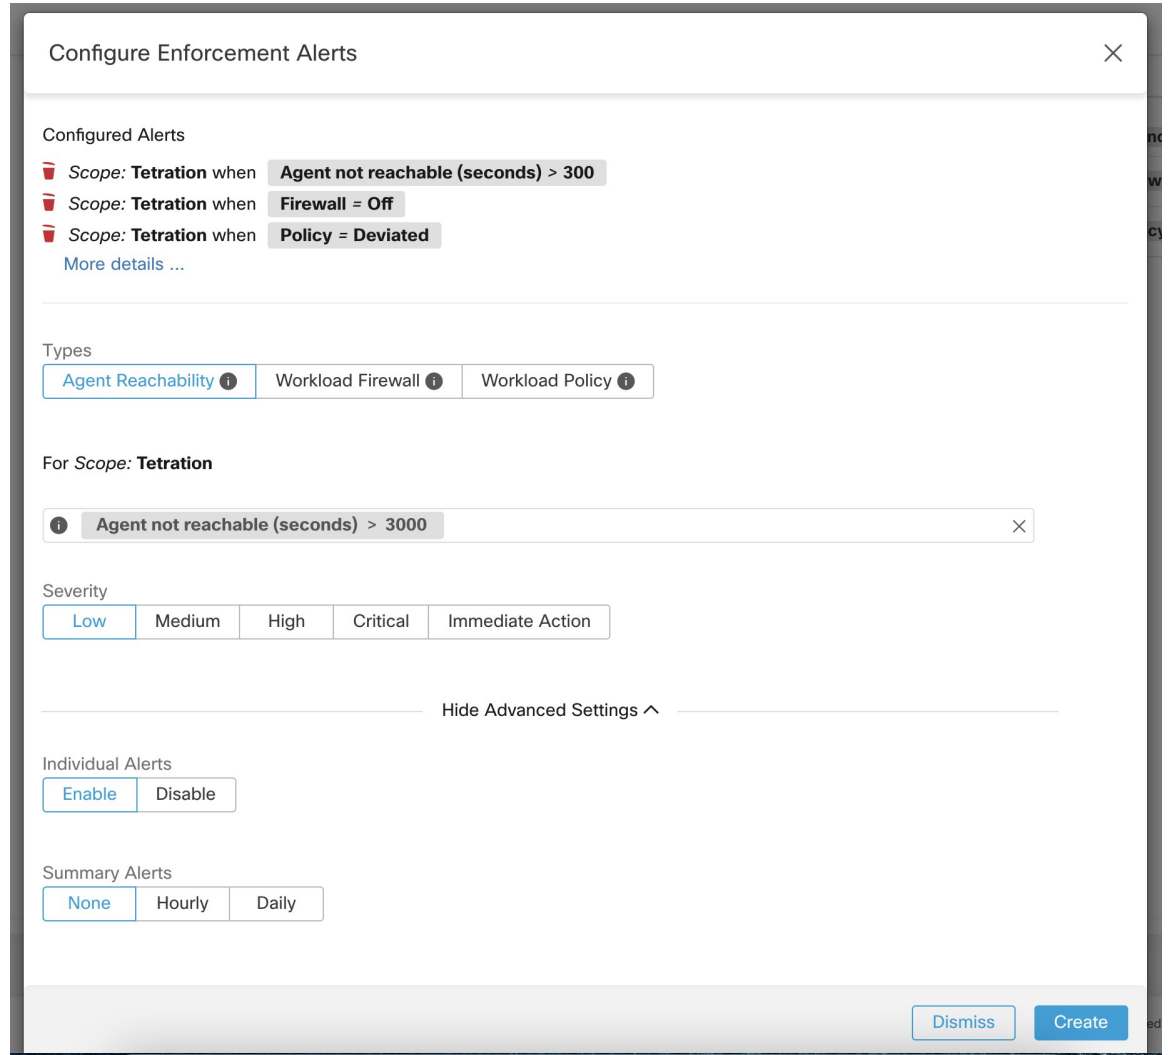 Configure Enforcement Alerts
Configured Alerts
Scope: Tetration when Agent not reachable (seconds) > 300
Scope: Tetration when Firewall = Off
Scope: Tetration when Policy = Deviated
More details ...
Types
Agent Reachability Workload Firewall Workload Policy
For Scope: Tetration
Agent not reachable (seconds) > 3000
Severity
Low Medium High Critical Immediate Action
Hide Advanced Settings
Individual Alerts
Enable Disable
Summary Alerts
None Hourly Daily
Dismiss Create